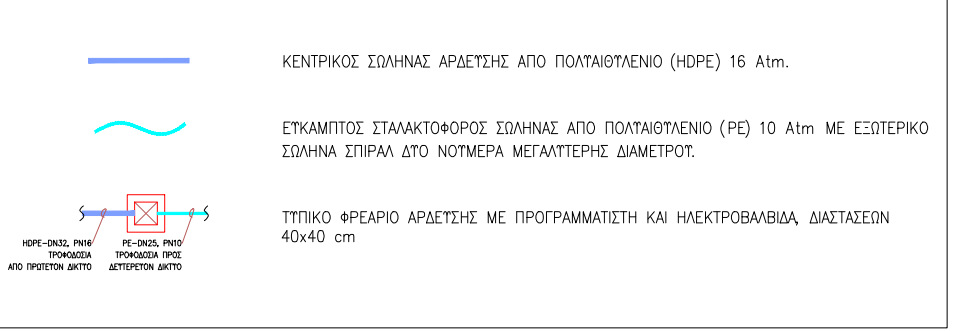 ΚΕΝΤΡΙΚΟΣ ΣΩΛΗΝΑΣ ΑΡΔΕΥΣΗΣ ΑΠΟ ΠΟΛΥΑΙΘΥΛΕΝΙΟ (HDPE) 16 Atm.
ΕΥΚΑΜΠΤΟΣ ΣΤΑΛΑΚΤΟΦΟΡΟΣ ΣΩΛΗΝΑΣ ΑΠΟ ΠΟΛΥΑΙΘΥΛΕΝΙΟ (PE) 10 Atm ΜΕ ΕΞΩΤΕΡΙΚΟ
ΣΩΛΗΝΑ ΣΠΙΡΑΛ ΔΥΟ ΝΟΥΜΕΡΑ ΜΕΓΑΛΥΤΕΡΗΣ ΔΙΑΜΕΤΡΟΥ.
ΤΥΠΙΚΟ ΦΡΕΑΡΙΟ ΑΡΔΕΥΣΗΣ ΜΕ ΠΡΟΓΡΑΜΜΑΤΙΣΤΗ ΚΑΙ ΗΛΕΚΤΡΟΒΑΛΒΙΔΑ, ΔΙΑΣΤΑΣΕΩΝ
40x40 cm
HDPE-DN32, PN16
ΤΡΟΦΟΔΟΣΙΑ
ΑΠΟ ΠΡΩΤΕΥΟΝ ΔΙΚΤΥΟ
PE-DN25, PN10
ΤΡΟΦΟΔΟΣΙΑ ΠΡΟΣ
ΔΕΥΤΕΡΕΥΟΝ ΔΙΚΤΥΟ